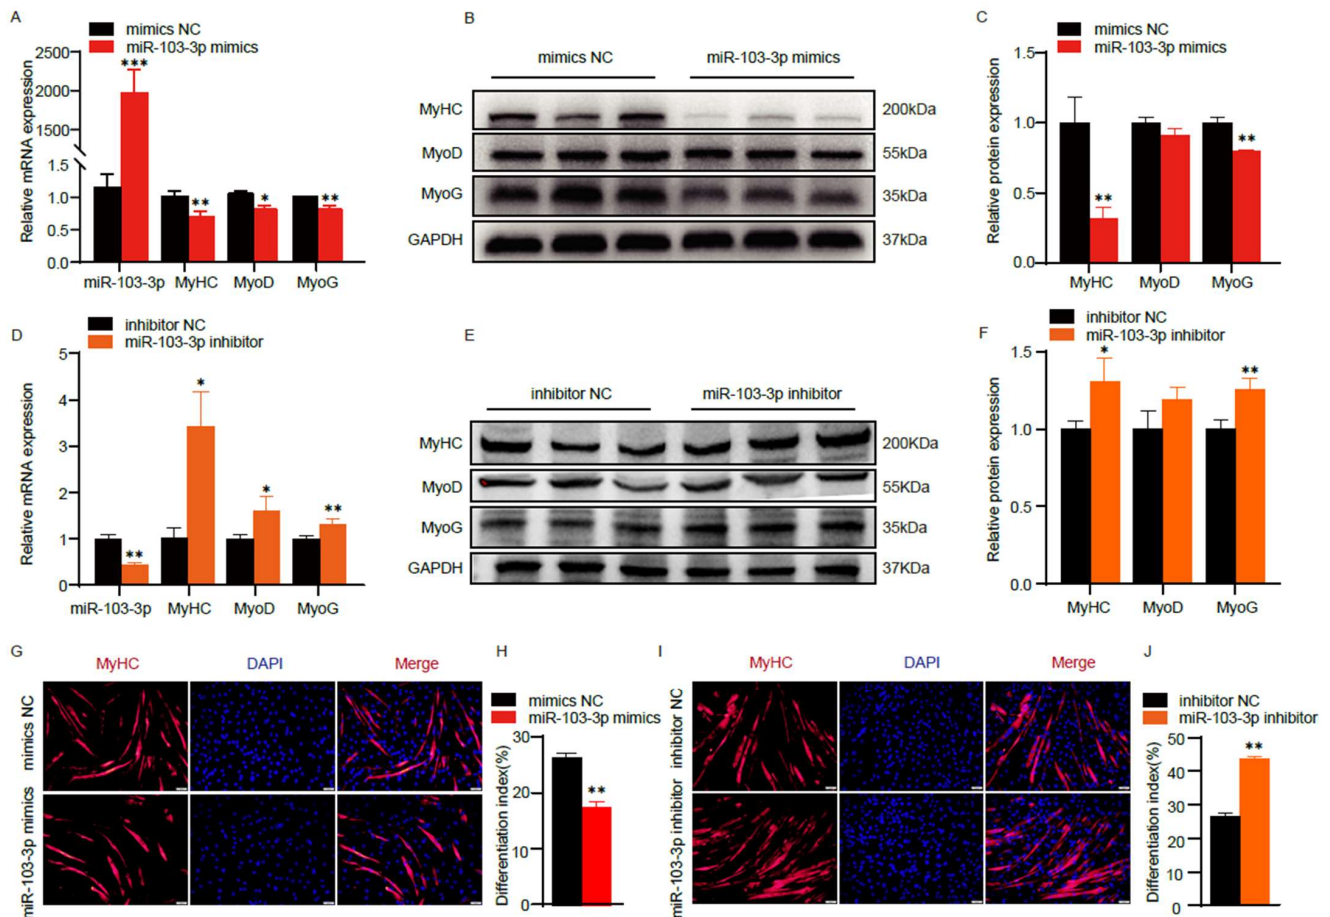 A
mimics NC
miR-103-3p mimics
Relative mRNA expression
2500
2000
1500
1.5
1.0
0.5
0.0
***
**
*
**
miR-103-3p MyHC MyoD MyoG
B
mimics NC miR-103-3p mimics
MyHC 200kDa
MyoD 55kDa
MyoG 35kDa
GAPDH 37kDa
C
mimics NC
miR-103-3p mimics
Relative protein expression
1.5
1.0
0.5
0.0
**
**
MyHC MyoD MyoG
D
inhibitor NC
miR-103-3p inhibitor
Relative mRNA expression
5
4
3
2
1
0
**
*
*
**
miR-103-3p MyHC MyoD MyoG
E
inhibitor NC miR-103-3p inhibitor
MyHC 200KDa
MyoD 55KDa
MyoG 35kDa
GAPDH 37KDa
F
inhibitor NC
miR-103-3p inhibitor
Relative protein expression
1.5
1.0
0.5
0.0
*
**
MyHC MyoD MyoG
G
MyHC DAPI Merge
mimics NC
miR-103-3p mimics
H
mimics NC
miR-103-3p mimics
Differentiation index(%)
30
20
10
0
**
I
MyHC DAPI Merge
inhibitor NC
miR-103-3p inhibitor
J
inhibitor NC
miR-103-3p inhibitor
Differentiation index(%)
50
40
30
20
10
0
**